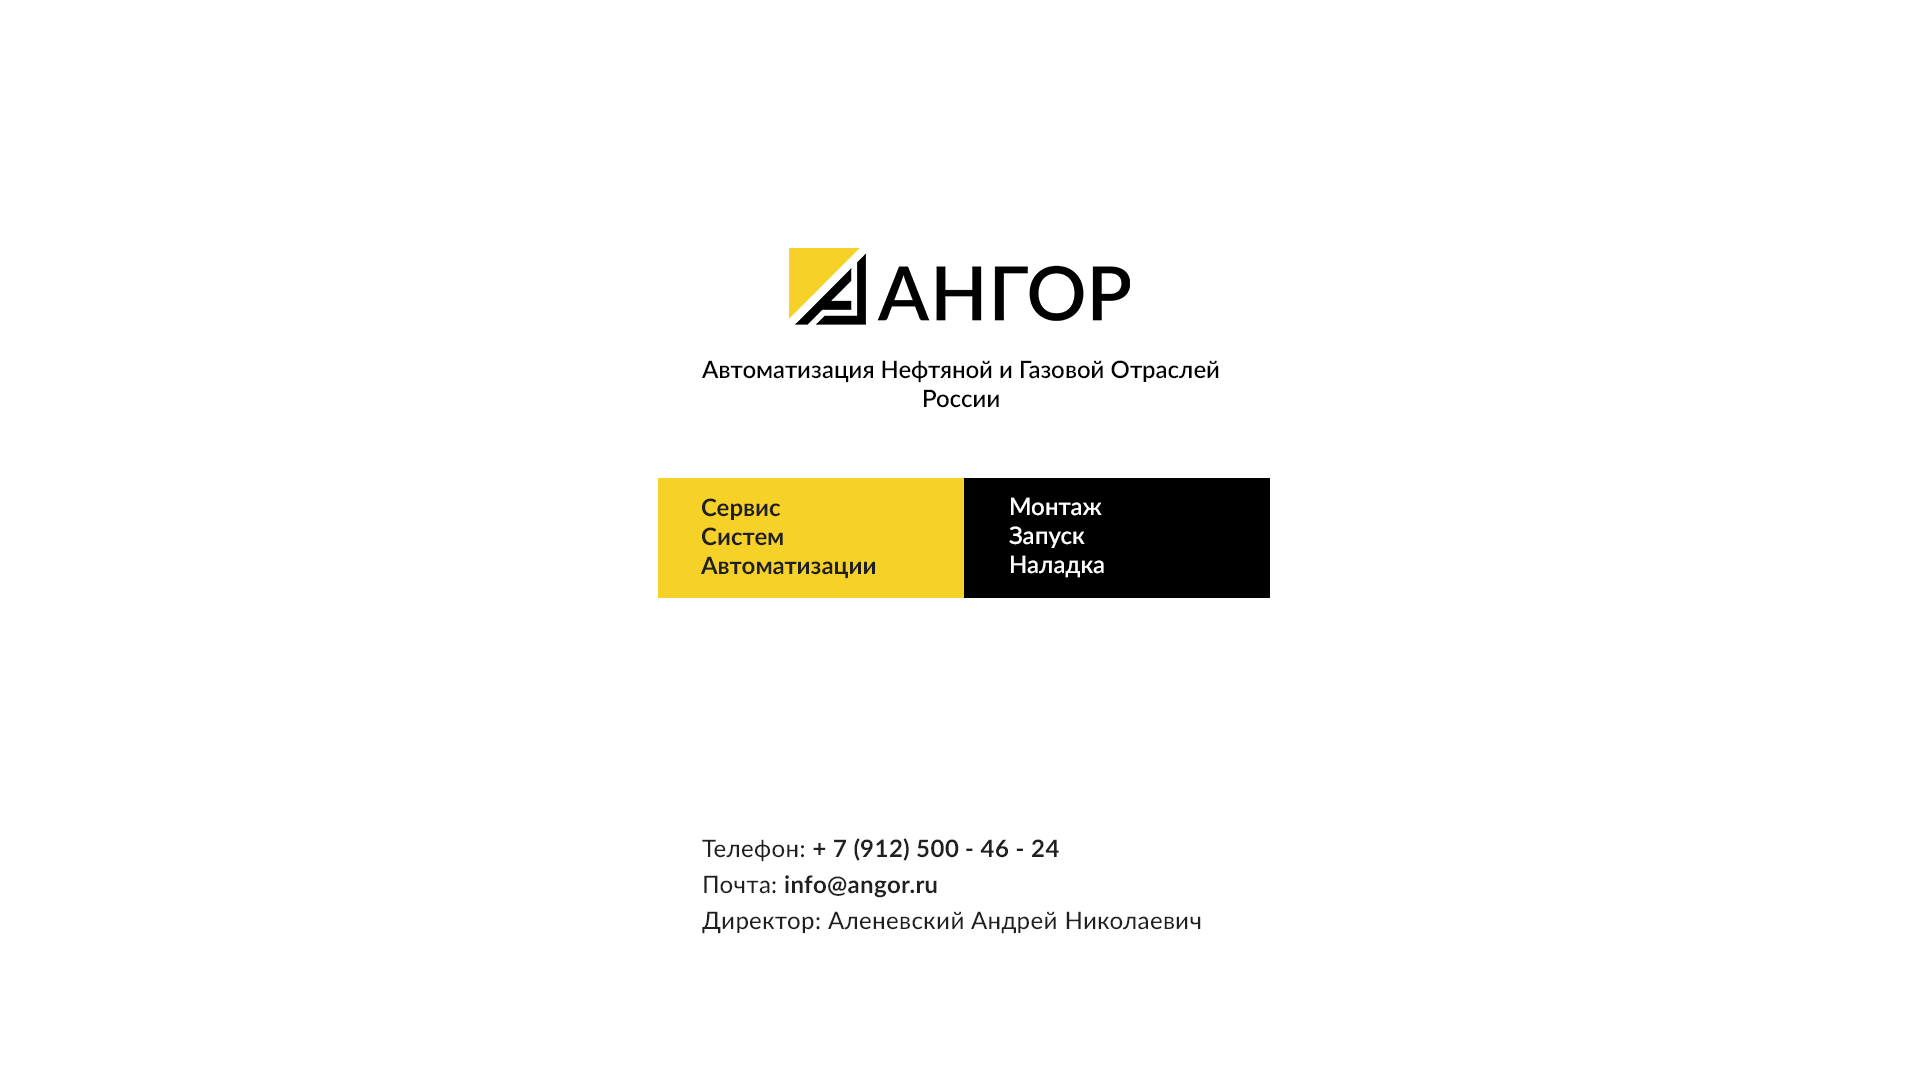 АНГОР
Автоматизация Нефтяной и Газовой Отраслей
России
Сервис
Систем
Автоматизации
Монтаж
Запуск
Наладка
Телефон: + 7 (912) 500 - 46 - 24
Почта: info@angor.ru
Директор: Аленевский Андрей Николаевич